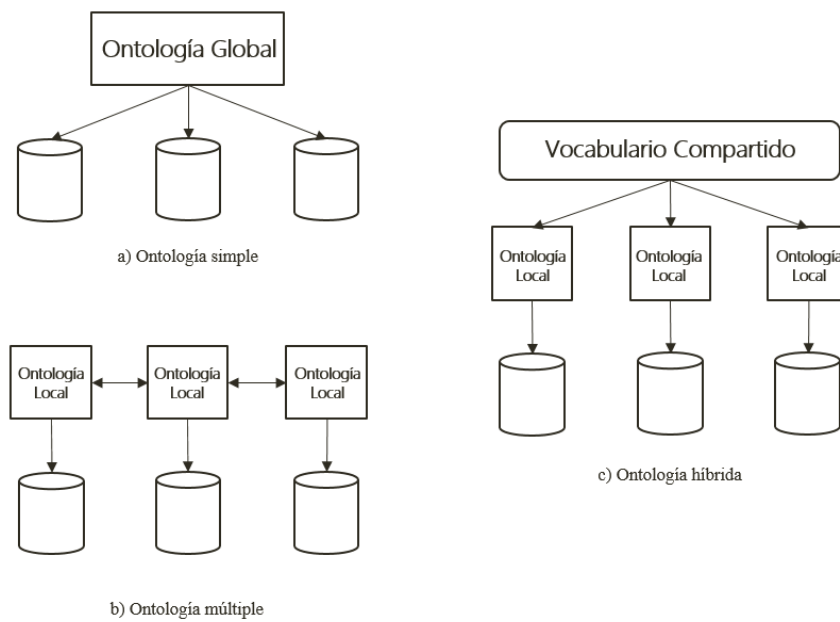 Ontología Global
a) Ontología simple
Ontología
Local
Ontología
Local
Ontología
Local
b) Ontología múltiple
Vocabulario Compartido
Ontología
Local
Ontología
Local
Ontología
Local
c) Ontología híbrida